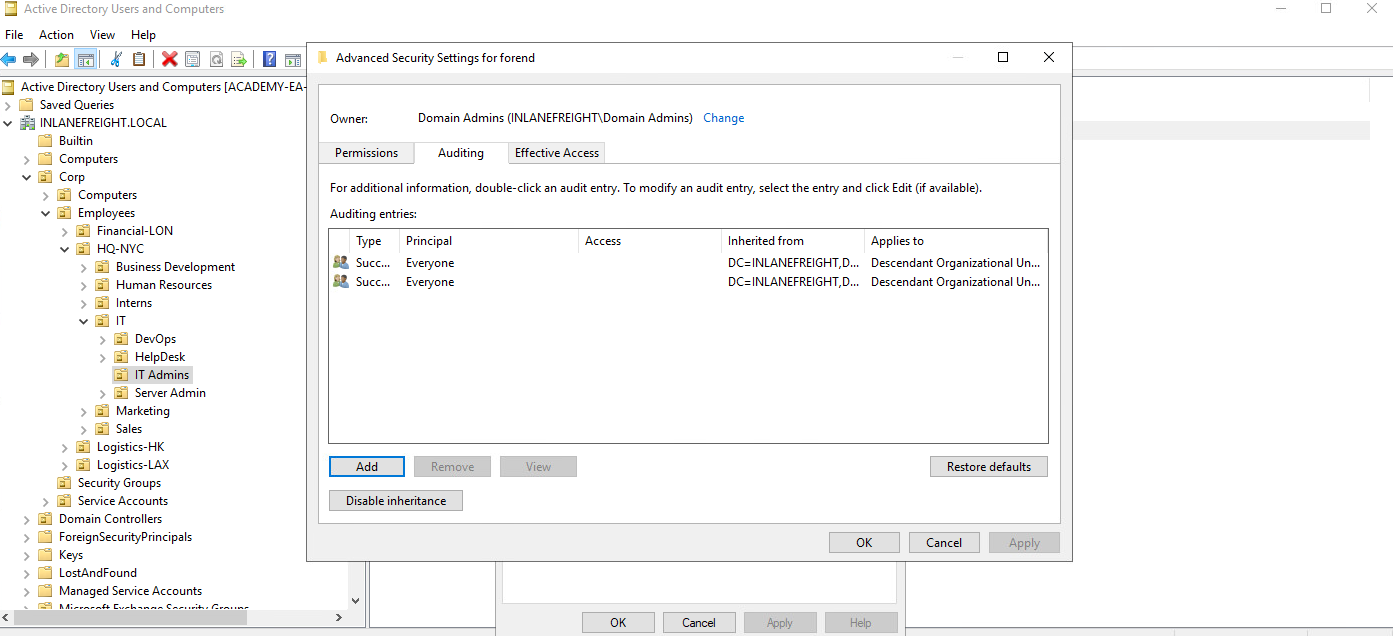 Active Directory Users and Computers
File Action View Help
Active Directory Users and Computers [ACADEMY-EA-
Saved Queries
INLANEFREIGHT.LOCAL
Builtin
Computers
Corp
Computers
Employees
Financial-LON
HQ-NYC
Business Development
Human Resources
Interns
IT
DevOps
HelpDesk
IT Admins
Server Admin
Marketing
Sales
Logistics-HK
Logistics-LAX
Security Groups
Service Accounts
Domain Controllers
ForeignSecurityPrincipals
Keys
LostAndFound
Managed Service Accounts
Microsoft Exchange Security Groups
Advanced Security Settings for forend
Owner: Domain Admins (INLANEFREIGHT\Domain Admins) Change
Permissions Auditing Effective Access
For additional information, double-click an audit entry. To modify an audit entry, select the entry and click Edit (if available).
Auditing entries:
Type Principal Access Inherited from Applies to
Succ... Everyone DC=INLANEFREIGHT,D... Descendant Organizational Un...
Succ... Everyone DC=INLANEFREIGHT,D... Descendant Organizational Un...
Add Remove View Restore defaults
Disable inheritance
OK Cancel Apply
OK Cancel Apply Help